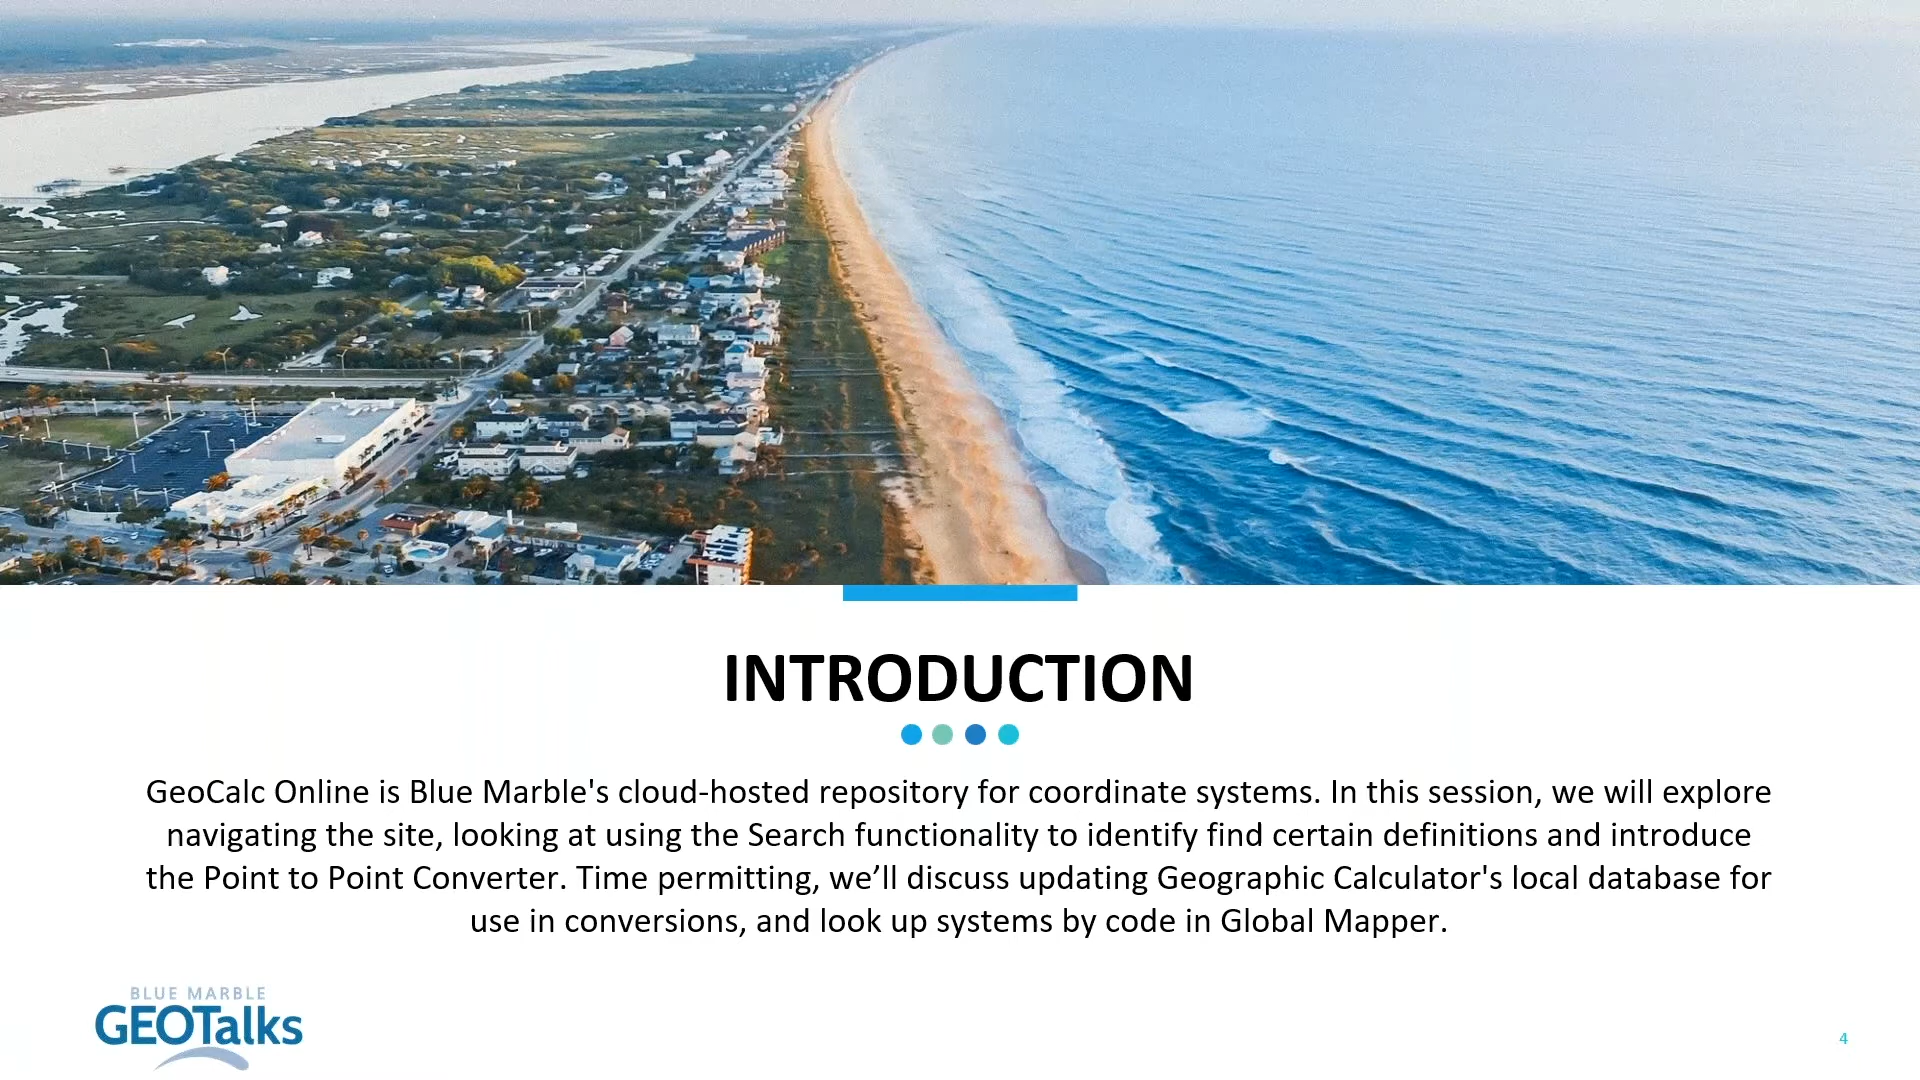 INTRODUCTION
GeoCalc Online is Blue Marble's cloud-hosted repository for coordinate systems. In this session, we will explore
navigating the site, looking at using the Search functionality to identify find certain definitions and introduce
the Point to Point Converter. Time permitting, we’ll discuss updating Geographic Calculator's local database for
use in conversions, and look up systems by code in Global Mapper.
BLUE MARBLE
GEOTalks
4